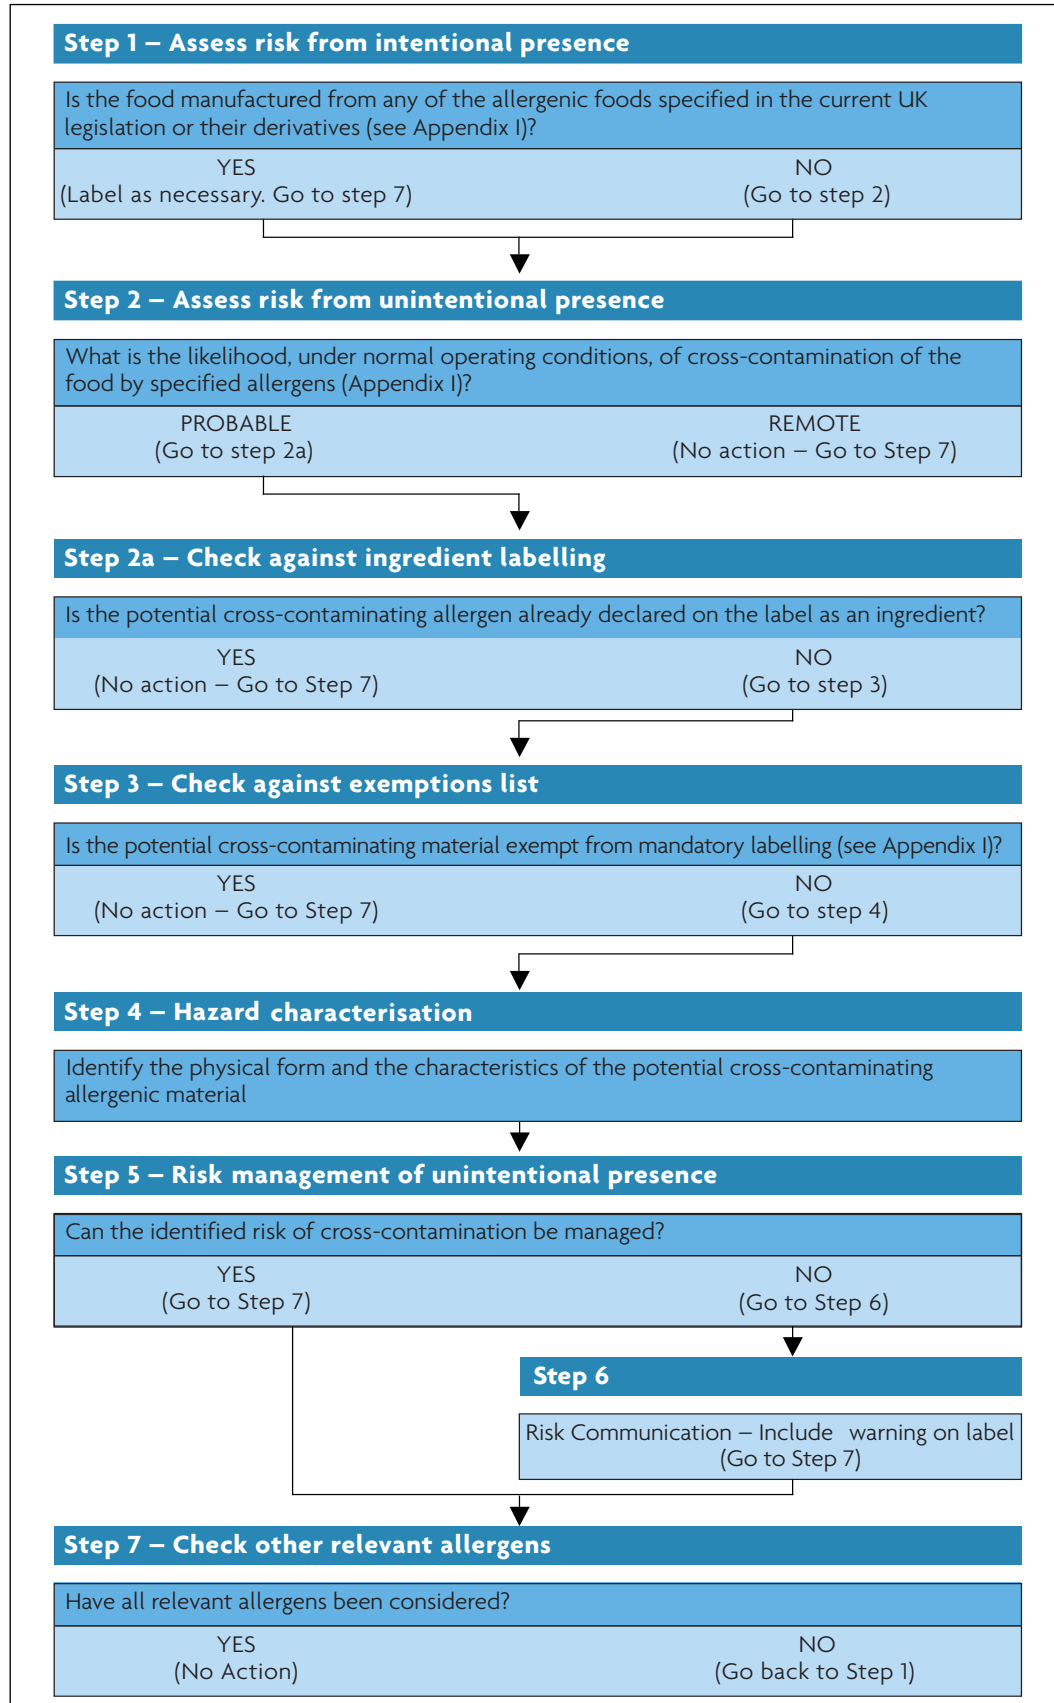 Step 1 – Assess risk from intentional presence
Is the food manufactured from any of the allergenic foods specified in the current UK
legislation or their derivatives (see Appendix I)?
YES
(Label as necessary. Go to step 7)
NO
(Go to step 2)
Step 2 – Assess risk from unintentional presence
What is the likelihood, under normal operating conditions, of cross-contamination of the
food by specified allergens (Appendix I)?
PROBABLE
(Go to step 2a)
REMOTE
(No action – Go to Step 7)
Step 2a – Check against ingredient labelling
Is the potential cross-contaminating allergen already declared on the label as an ingredient?
YES
(No action – Go to Step 7)
NO
(Go to step 3)
Step 3 – Check against exemptions list
Is the potential cross-contaminating material exempt from mandatory labelling (see Appendix I)?
YES
(No action – Go to Step 7)
NO
(Go to step 4)
Step 4 – Hazard characterisation
Identify the physical form and the characteristics of the potential cross-contaminating
allergenic material
Step 5 – Risk management of unintentional presence
Can the identified risk of cross-contamination be managed?
YES
(Go to Step 7)
NO
(Go to Step 6)
Step 6
Risk Communication – Include warning on label
(Go to Step 7)
Step 7 – Check other relevant allergens
Have all relevant allergens been considered?
YES
(No Action)
NO
(Go back to Step 1)